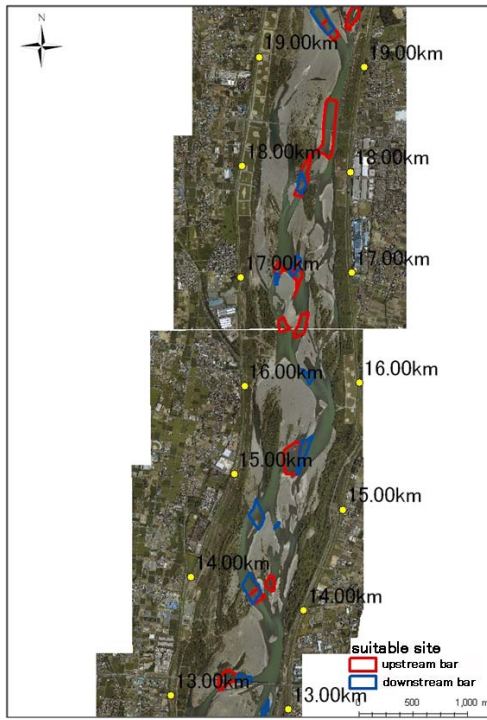 N
19.00km
19.00km
18.00km
18.00km
17.00km
17.00km
16.00km
16.00km
15.00km
15.00km
14.00km
14.00km
13.00km
13.00km
suitable site
upstream bar
downstream bar
0 500 1,000 m